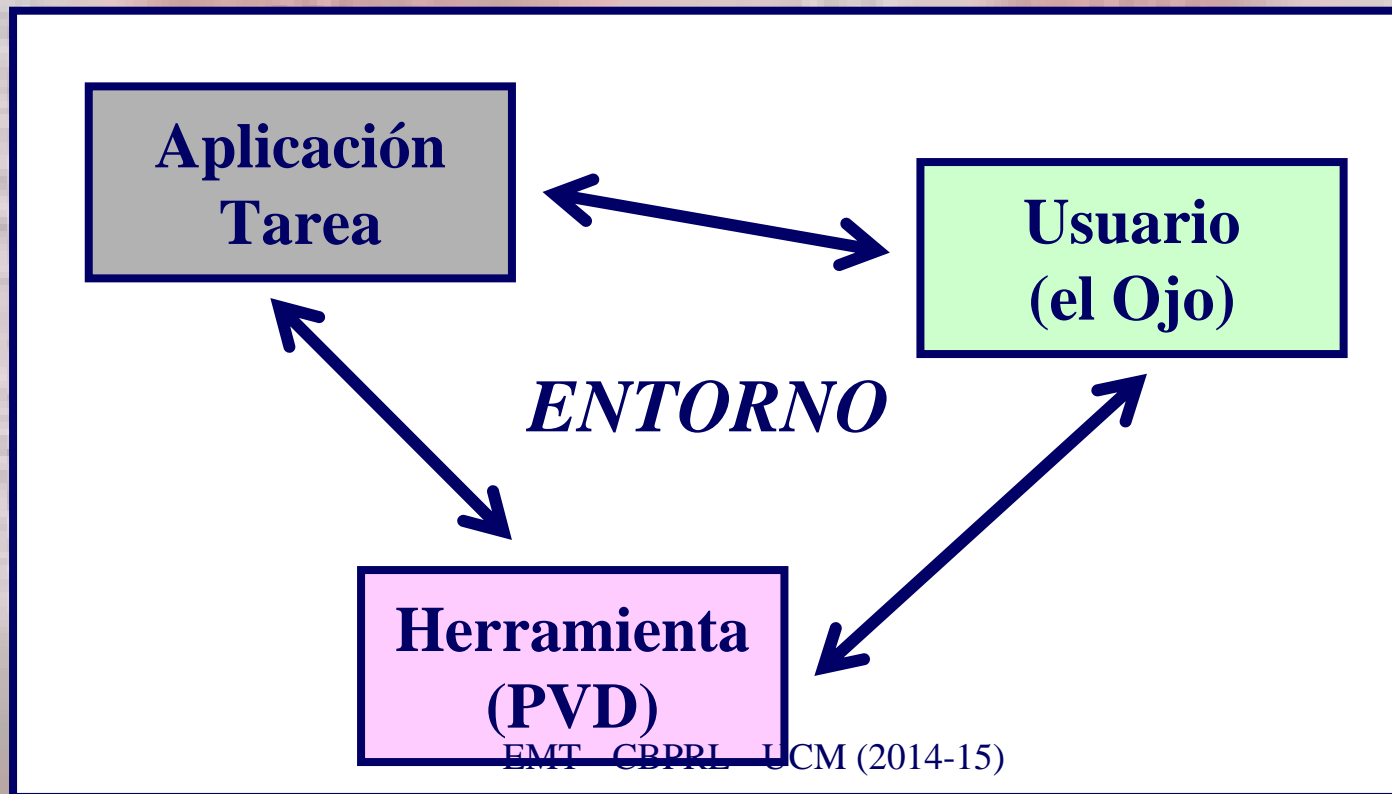 Aplicación
Tarea
Usuario
(el Ojo)
ENTORNO
Herramienta
(PVD)
EMT CBPRL UCM (2014-15)